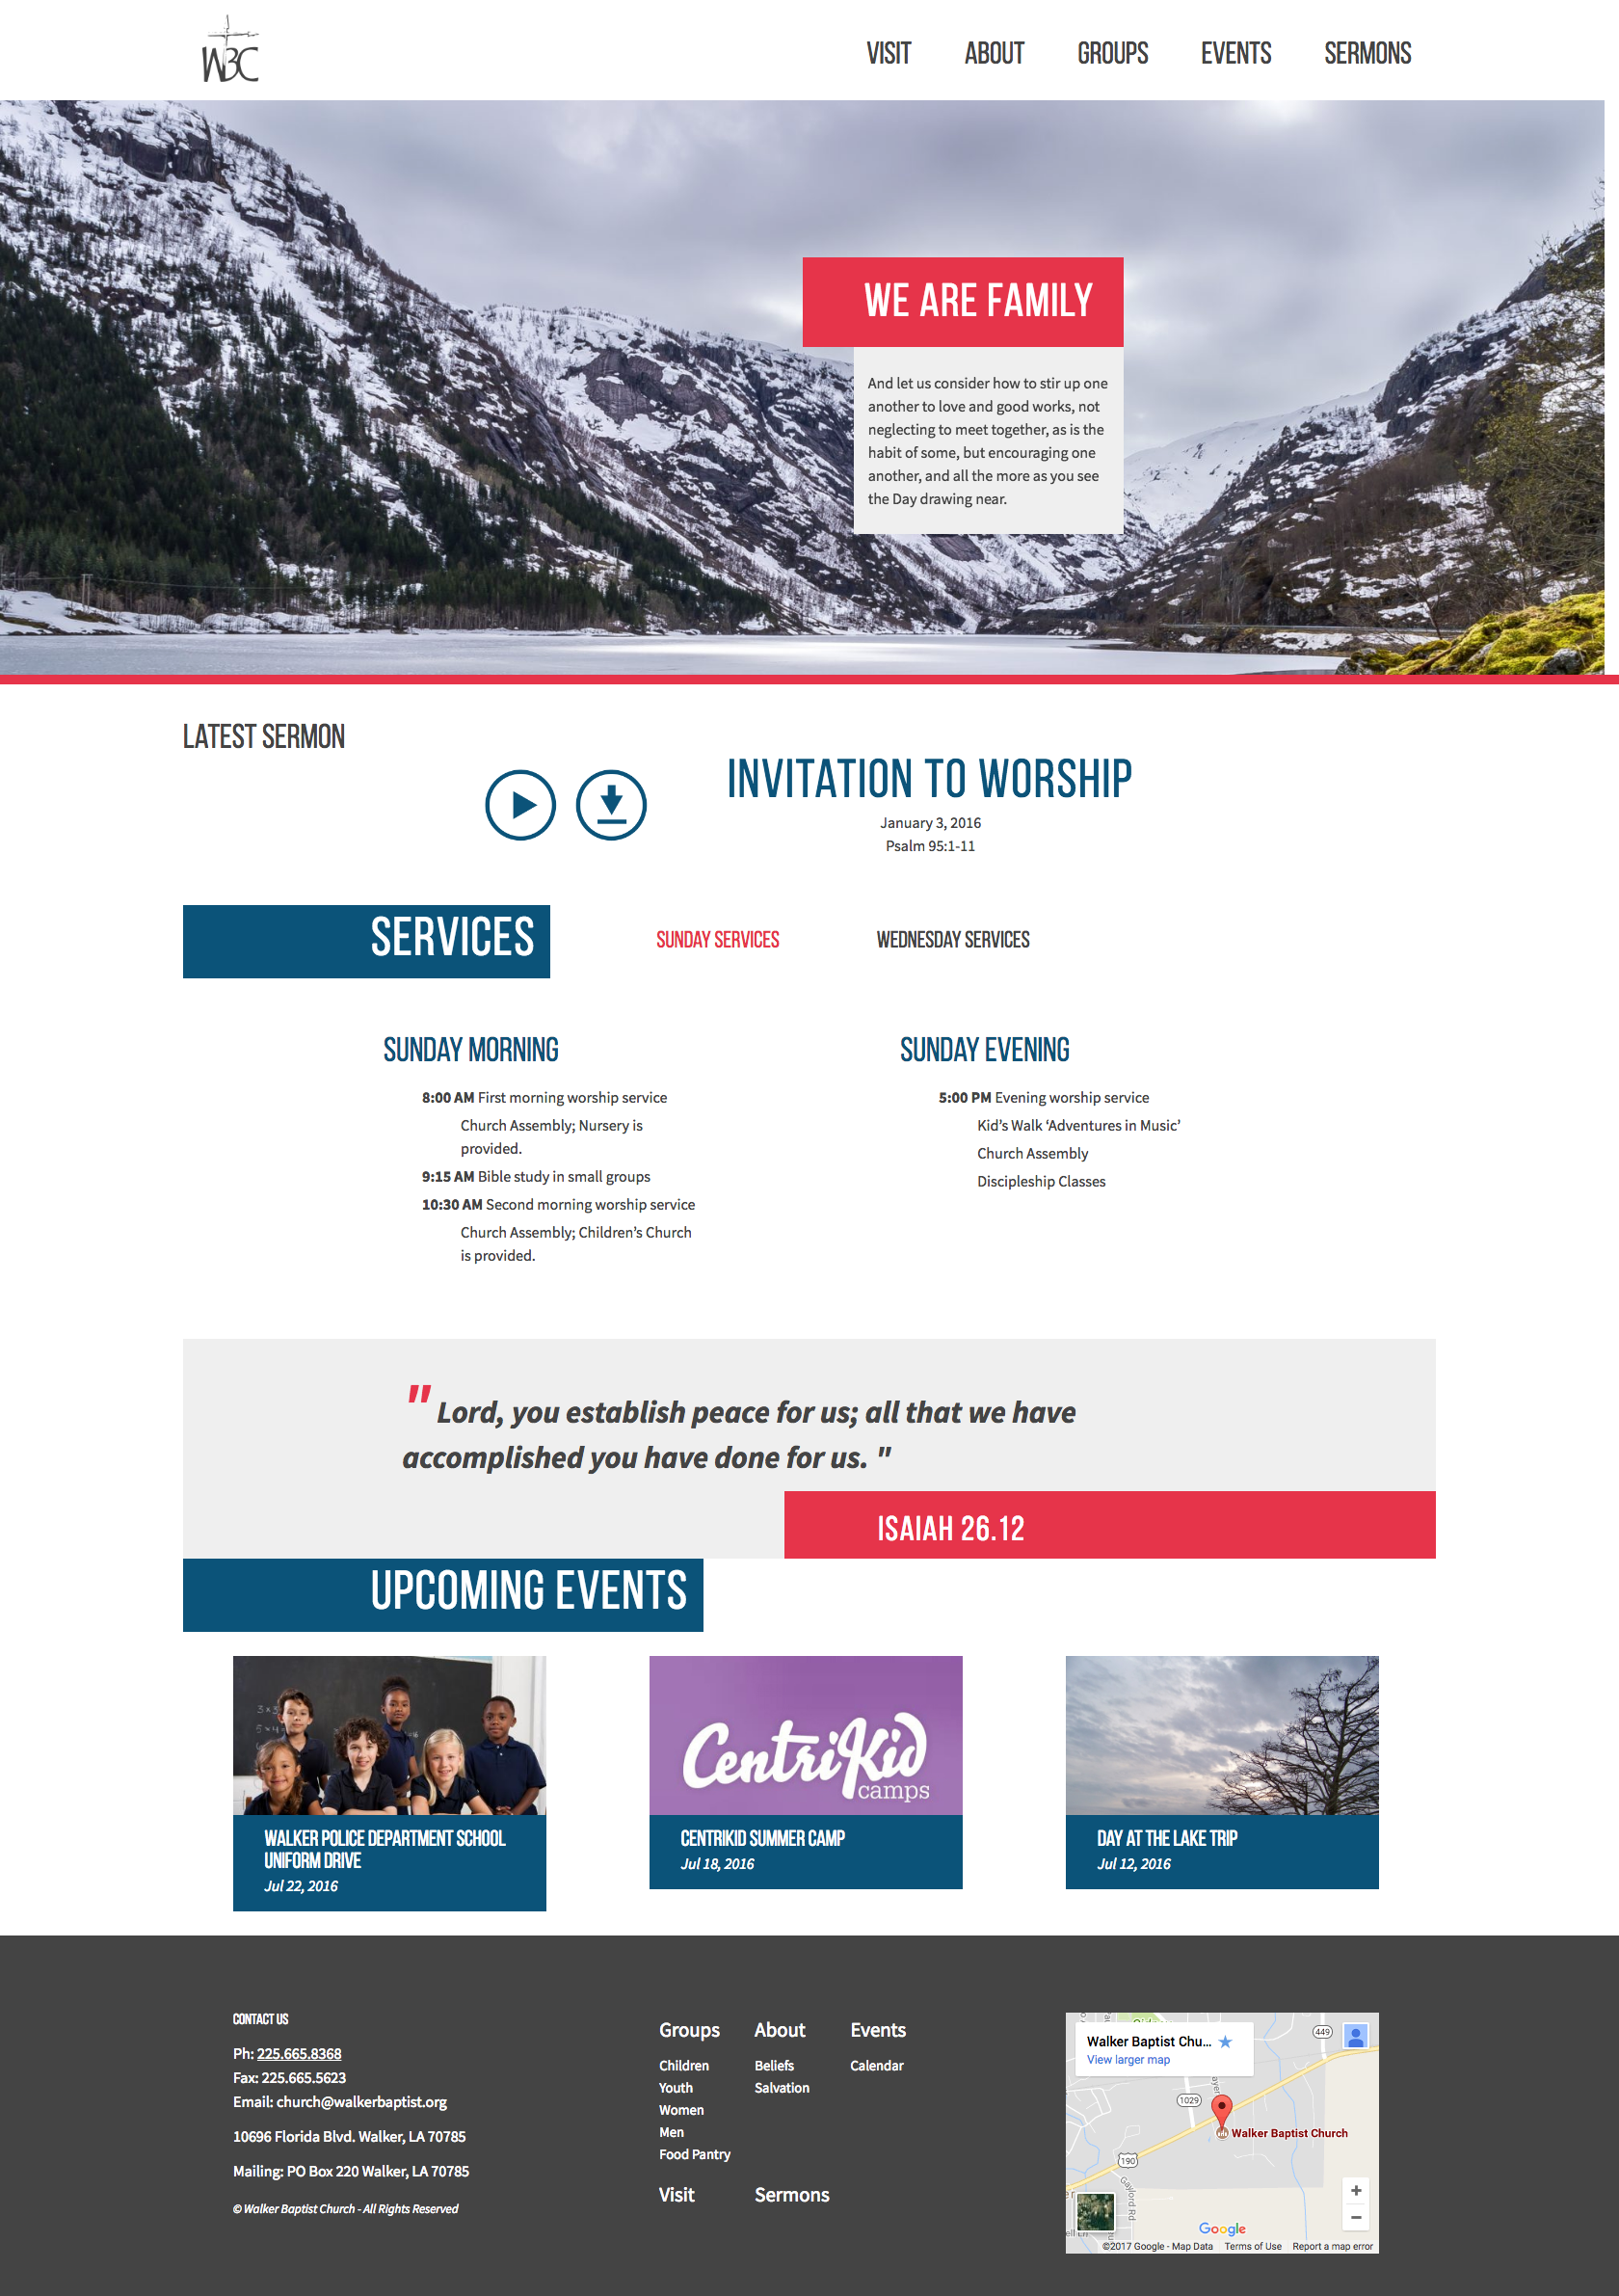 WBC
VISIT
ABOUT
GROUPS
EVENTS
SERMONS
WE ARE FAMILY
And let us consider how to stir up one
another to love and good works, not
neglecting to meet together, as is the
habit of some, but encouraging one
another, and all the more as you see
the Day drawing near.
LATEST SERMON
INVITATION TO WORSHIP
January 3, 2016
Psalm 95:1-11
SERVICES
SUNDAY SERVICES
WEDNESDAY SERVICES
SUNDAY MORNING
8:00 AM First morning worship service
Church Assembly; Nursery is
provided.
9:15 AM Bible study in small groups
10:30 AM Second morning worship service
Church Assembly; Children’s Church
is provided.
SUNDAY EVENING
5:00 PM Evening worship service
Kid’s Walk ‘Adventures in Music’
Church Assembly
Discipleship Classes
" Lord, you establish peace for us; all that we have
accomplished you have done for us. "
ISAIAH 26.12
UPCOMING EVENTS
WALKER POLICE DEPARTMENT SCHOOL
UNIFORM DRIVE
Jul 22, 2016
CentriKid
camps
CENTRIKID SUMMER CAMP
Jul 18, 2016
DAY AT THE LAKE TRIP
Jul 12, 2016
CONTACT US
Ph: 225.665.8368
Fax: 225.665.5623
Email: church@walkerbaptist.org
10696 Florida Blvd. Walker, LA 70785
Mailing: PO Box 220 Walker, LA 70785
© Walker Baptist Church - All Rights Reserved
Groups
Children
Youth
Women
Men
Food Pantry
About
Beliefs
Salvation
Events
Calendar
Visit
Sermons
Walker Baptist Chu...
View larger map
449
1029
Walker Baptist Church
190
Gaylord Rd
Google
©2017 Google - Map Data
Terms of Use
Report a map error